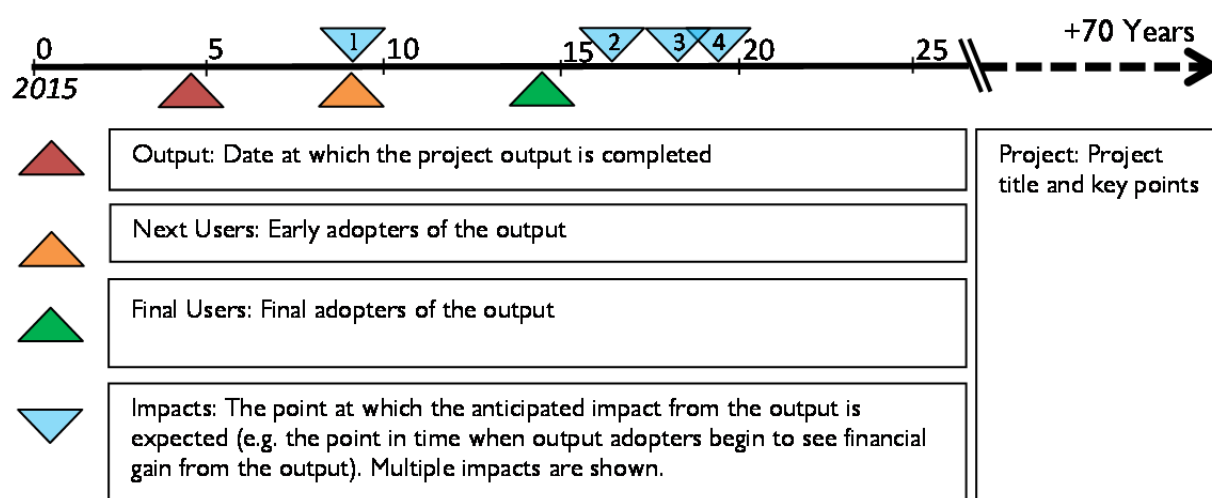 +70 Years
0
5
1
10
15
2
3
4
20
25
2015
Output: Date at which the project output is completed
Project: Project
title and key points
Next Users: Early adopters of the output
Final Users: Final adopters of the output
Impacts: The point at which the anticipated impact from the output is
expected (e.g. the point in time when output adopters begin to see financial
gain from the output). Multiple impacts are shown.